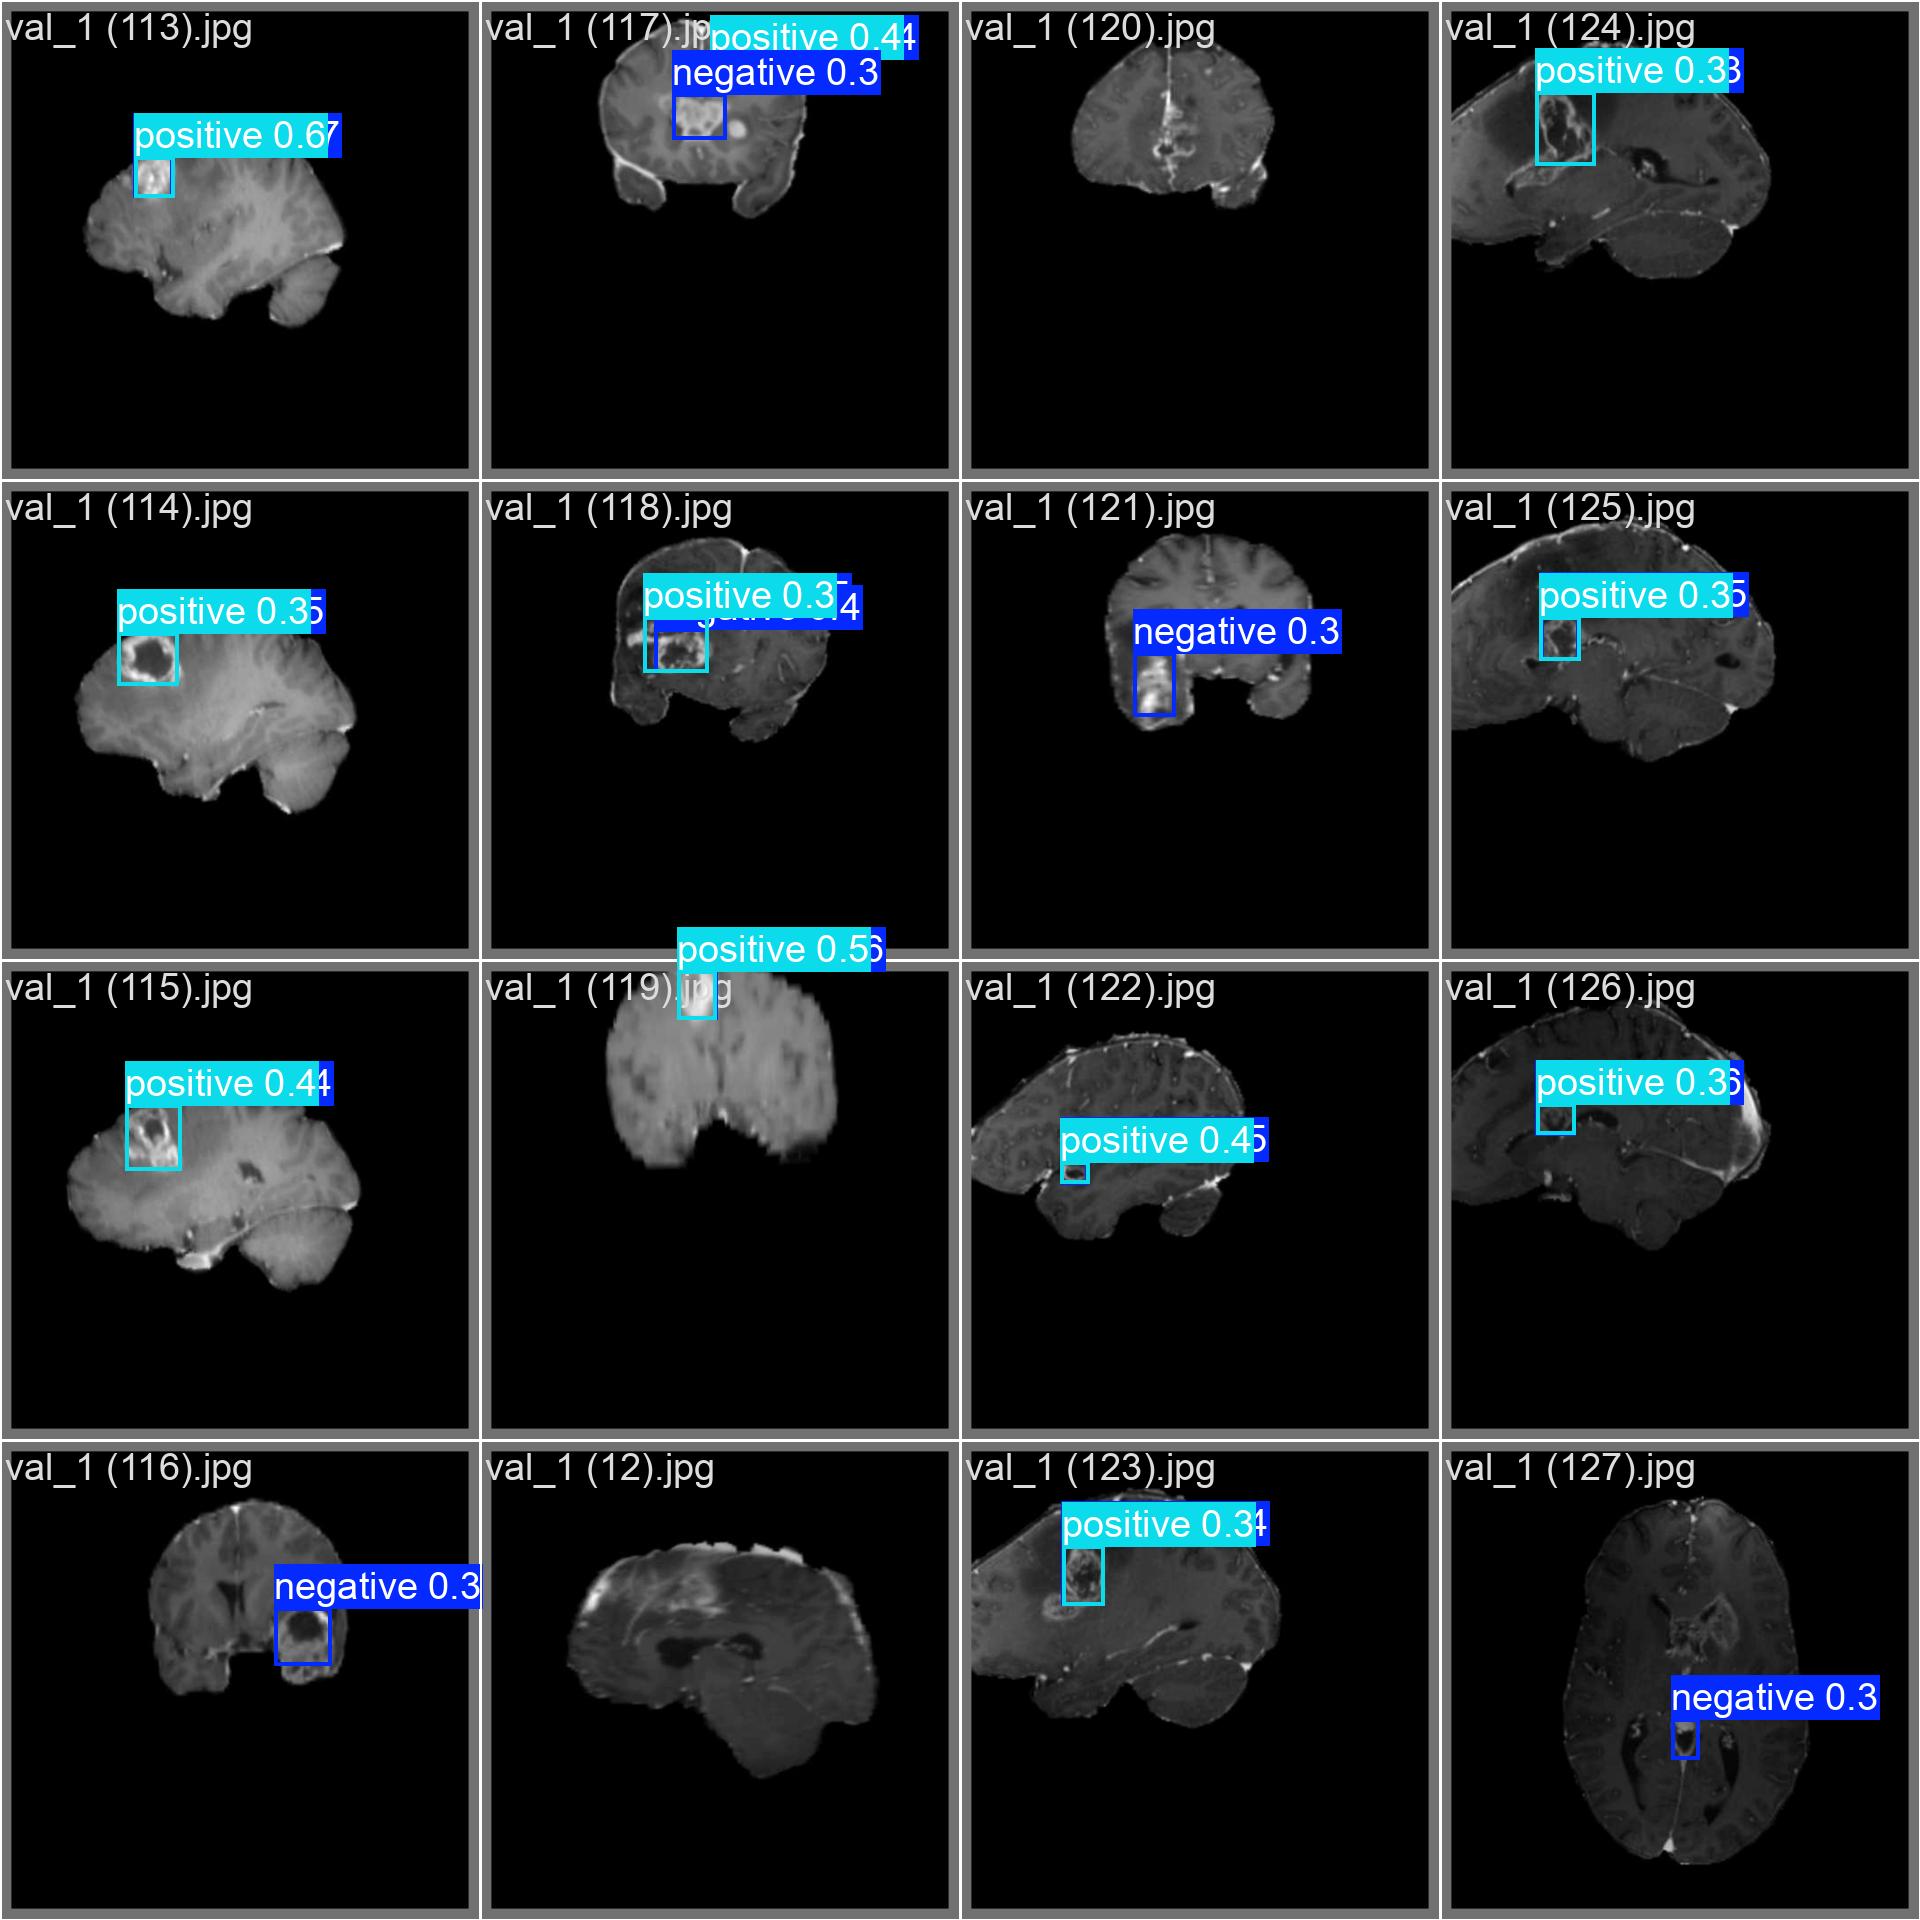 val_1 (113).jpg
positive 0.67
val_1 (117).jp
positive 0.44
negative 0.3
val_1 (120).jpg
val_1 (124).jpg
positive 0.33
val_1 (114).jpg
positive 0.35
val_1 (118).jpg
positive 0.3
4
val_1 (121).jpg
negative 0.3
val_1 (125).jpg
positive 0.35
val_1 (115).jpg
positive 0.44
positive 0.56
val_1 (119).jpg
val_1 (122).jpg
positive 0.45
val_1 (126).jpg
positive 0.36
val_1 (116).jpg
negative 0.3
val_1 (12).jpg
val_1 (123).jpg
positive 0.34
val_1 (127).jpg
negative 0.3